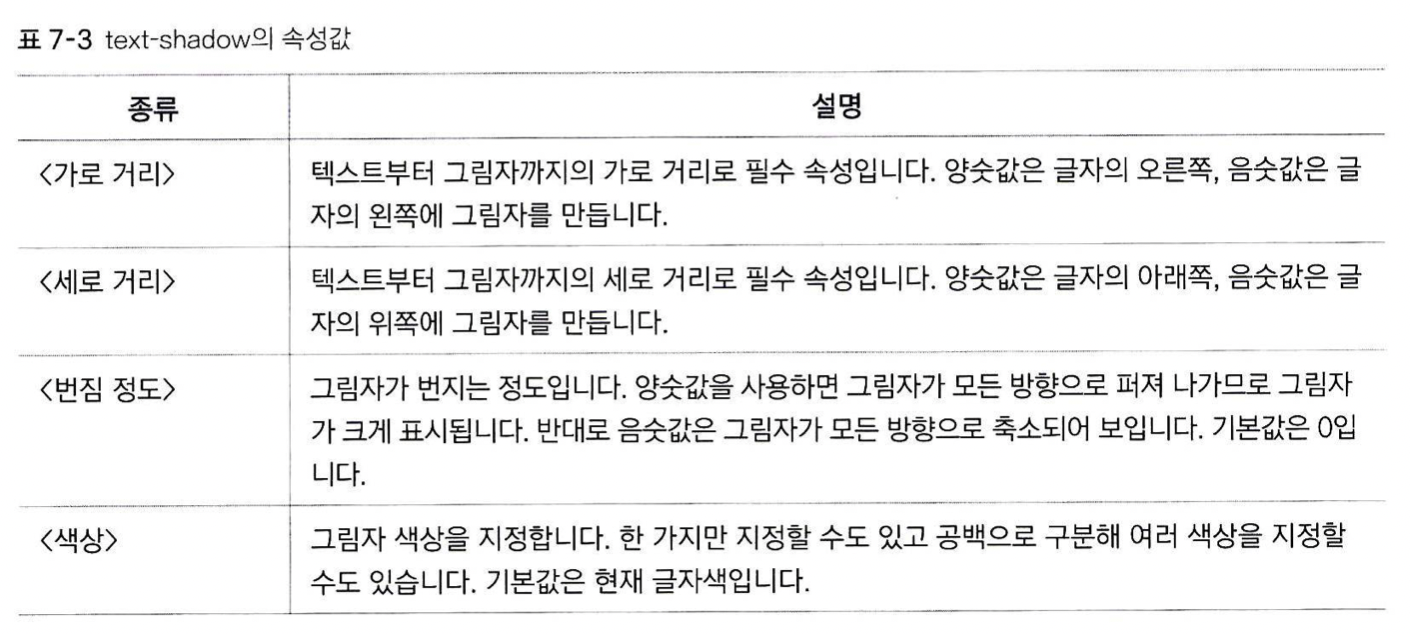 표 7-3 text-shadow의 속성값
종류
설명
<가로 거리>
텍스트부터 그림자까지의 가로 거리로 필수 속성입니다. 양숫값은 글자의 오른쪽, 음숫값은 글
자의 왼쪽에 그림자를 만듭니다.
<세로 거리>
텍스트부터 그림자까지의 세로 거리로 필수 속성입니다. 양숫값은 글자의 아래쪽, 음숫값은 글
자의 위쪽에 그림자를 만듭니다.
<번짐 정도>
그림자가 번지는 정도입니다. 양숫값을 사용하면 그림자가 모든 방향으로 퍼져 나가므로 그림자
가 크게 표시됩니다. 반대로 음숫값은 그림자가 모든 방향으로 축소되어 보입니다. 기본값은 0입
니다.
<색상>
그림자 색상을 지정합니다. 한 가지만 지정할 수도 있고 공백으로 구분해 여러 색상을 지정할
수도 있습니다. 기본값은 현재 글자색입니다.